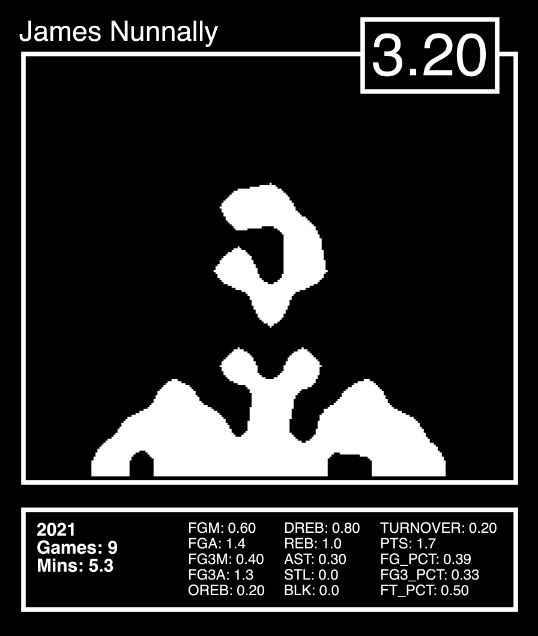 James Nunnally
3.20
2021
Games: 9
Mins: 5.3
FGM: 0.60
FGA: 1.4
FG3M: 0.40
FG3A: 1.3
OREB: 0.20
DREB: 0.80
REB: 1.0
AST: 0.30
STL: 0.0
BLK: 0.0
TURNOVER: 0.20
PTS: 1.7
FG_PCT: 0.39
FG3_PCT: 0.33
FT_PCT: 0.50